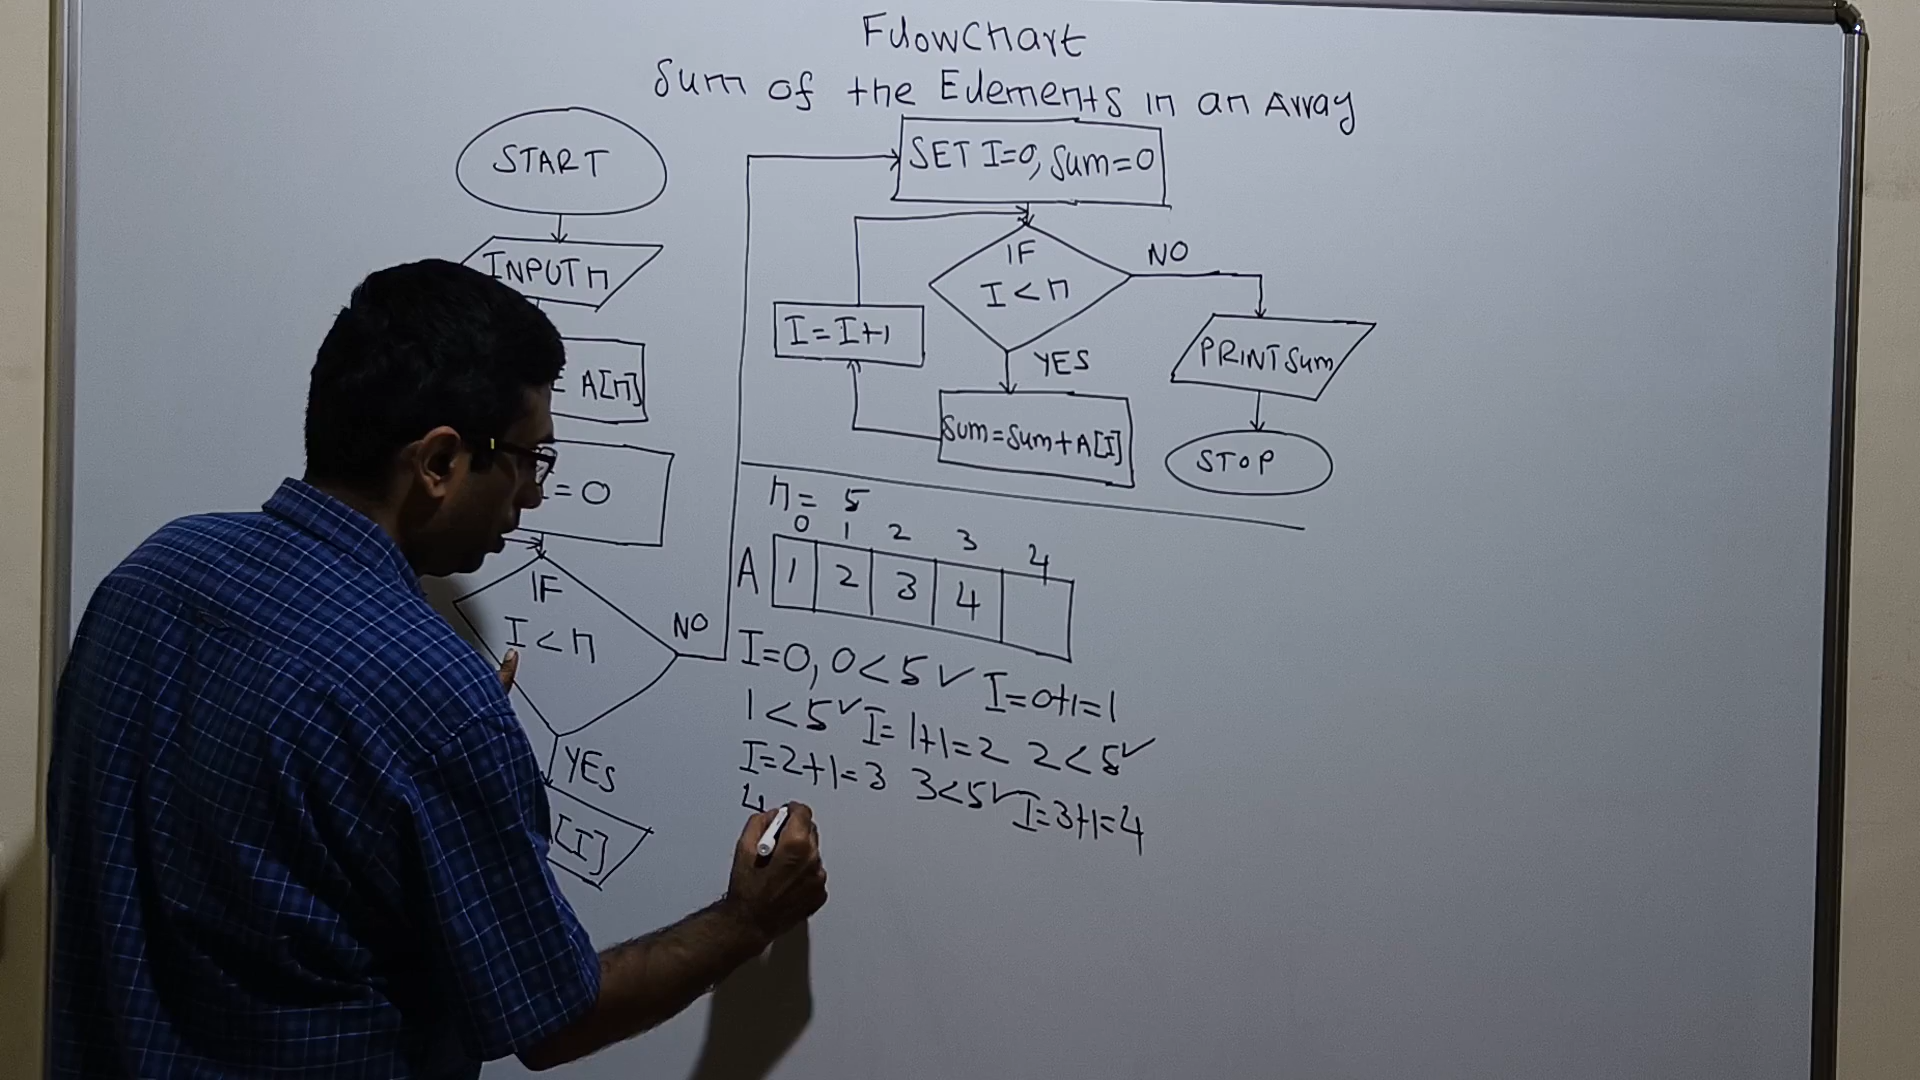 Flowchart
Sum of the Elements in an Array
START
INPUT n
A[n]
I=0
IF
I<n
NO
YES
[I]
SET I=0, Sum=0
IF
I<n
NO
YES
I=I+1
Sum=Sum+A[I]
PRINT Sum
STOP
n= 5
0 1 2 3 4
A 1 2 3 4
I=0, 0<5✓ I=0+1=1
1<5✓ I=1+1=2 2<5✓
I=2+1=3 3<5✓ I=3+1=4
4